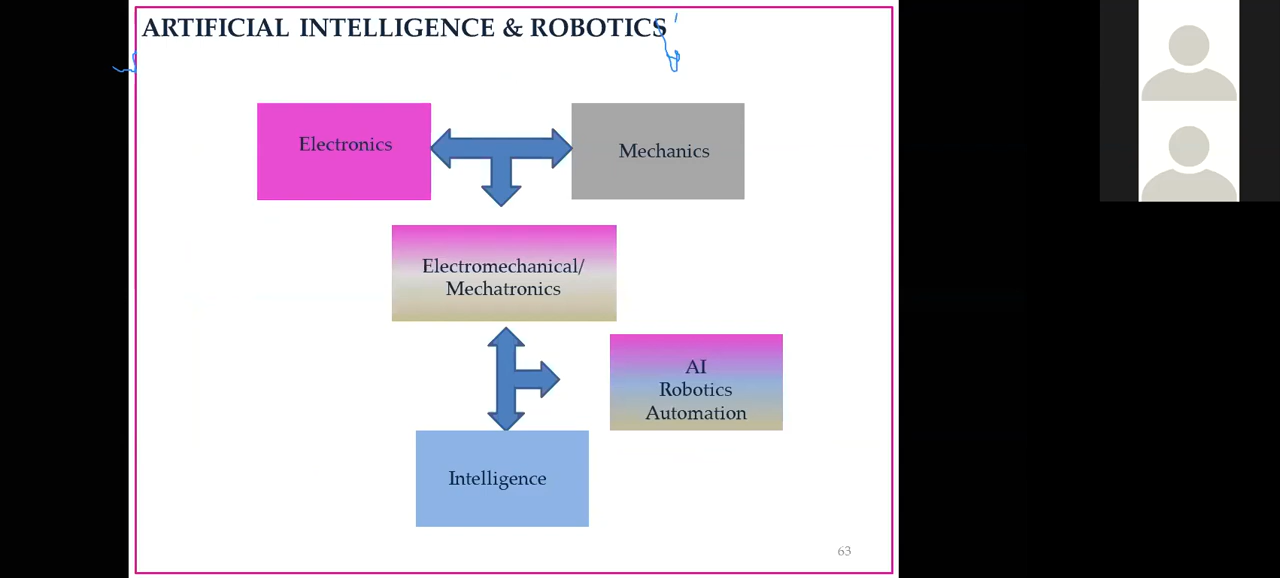 ARTIFICIAL INTELLIGENCE & ROBOTICS
Electronics
Mechanics
Electromechanical/
Mechatronics
AI
Robotics
Automation
Intelligence
63